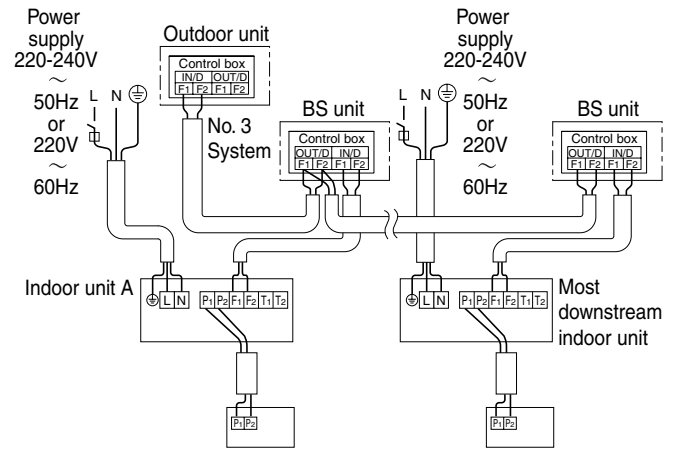 Power
supply
220-240V
~
50Hz
or
220V
~
60Hz
L N
Outdoor unit
Control box
IN/D OUT/D
F1 F2 F1 F2
No. 3
System
BS unit
Control box
OUT/D IN/D
F1 F2 F1 F2
Power
supply
220-240V
~
50Hz
or
220V
~
60Hz
L N
BS unit
Control box
OUT/D IN/D
F1 F2 F1 F2
Indoor unit A
L N
P1 P2 F1 F2 T1 T2
P1 P2
L N
P1 P2 F1 F2 T1 T2
Most
downstream
indoor unit
P1 P2